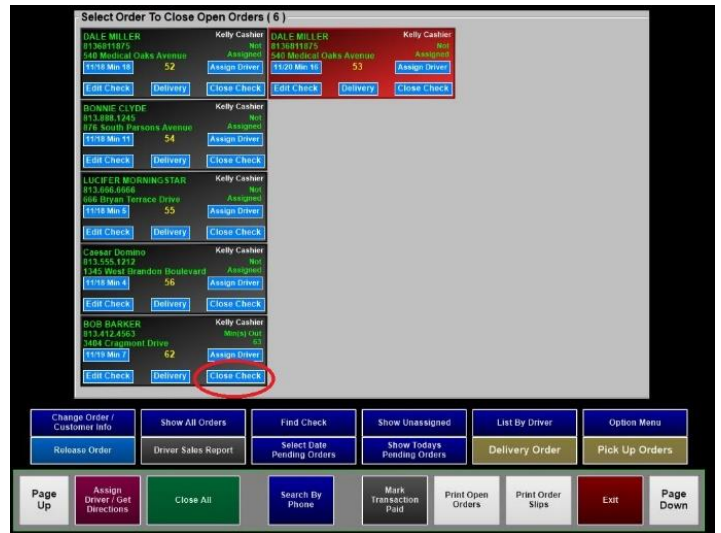 Select Order To Close Open Orders ( 6 )
DALE MILLER Kelly Cashier
8136811875 Not
540 Medical Oaks Avenue Assigned
11/18 Min 18 52 Assign Driver
Edit Check Delivery Close Check
DALE MILLER Kelly Cashier
8136811875 Not
540 Medical Oaks Avenue Assigned
11/20 Min 16 53 Assign Driver
Edit Check Delivery Close Check
BONNIE CLYDE Kelly Cashier
813.888.1245 Not
876 South Parsons Avenue Assigned
11/18 Min 11 54 Assign Driver
Edit Check Delivery Close Check
LUCIFER MORNINGSTAR Kelly Cashier
813.666.6666 Not
666 Bryan Terrace Drive Assigned
11/18 Min 5 55 Assign Driver
Edit Check Delivery Close Check
Caesar Domino Kelly Cashier
813.555.1212 Not
1345 West Brandon Boulevard Assigned
11/18 Min 4 56 Assign Driver
Edit Check Delivery Close Check
BOB BARKER Kelly Cashier
813.412.4563 Min(s) Out
3404 Cragmont Drive 63
11/19 Min 7 62 Assign Driver
Edit Check Delivery Close Check
Change Order / Customer Info
Show All Orders
Find Check
Show Unassigned
List By Driver
Option Menu
Release Order
Driver Sales Report
Select Date Pending Orders
Show Todays Pending Orders
Delivery Order
Pick Up Orders
Page Up
Assign Driver / Get Directions
Close All
Search By Phone
Mark Transaction Paid
Print Open Orders
Print Order Slips
Exit
Page Down